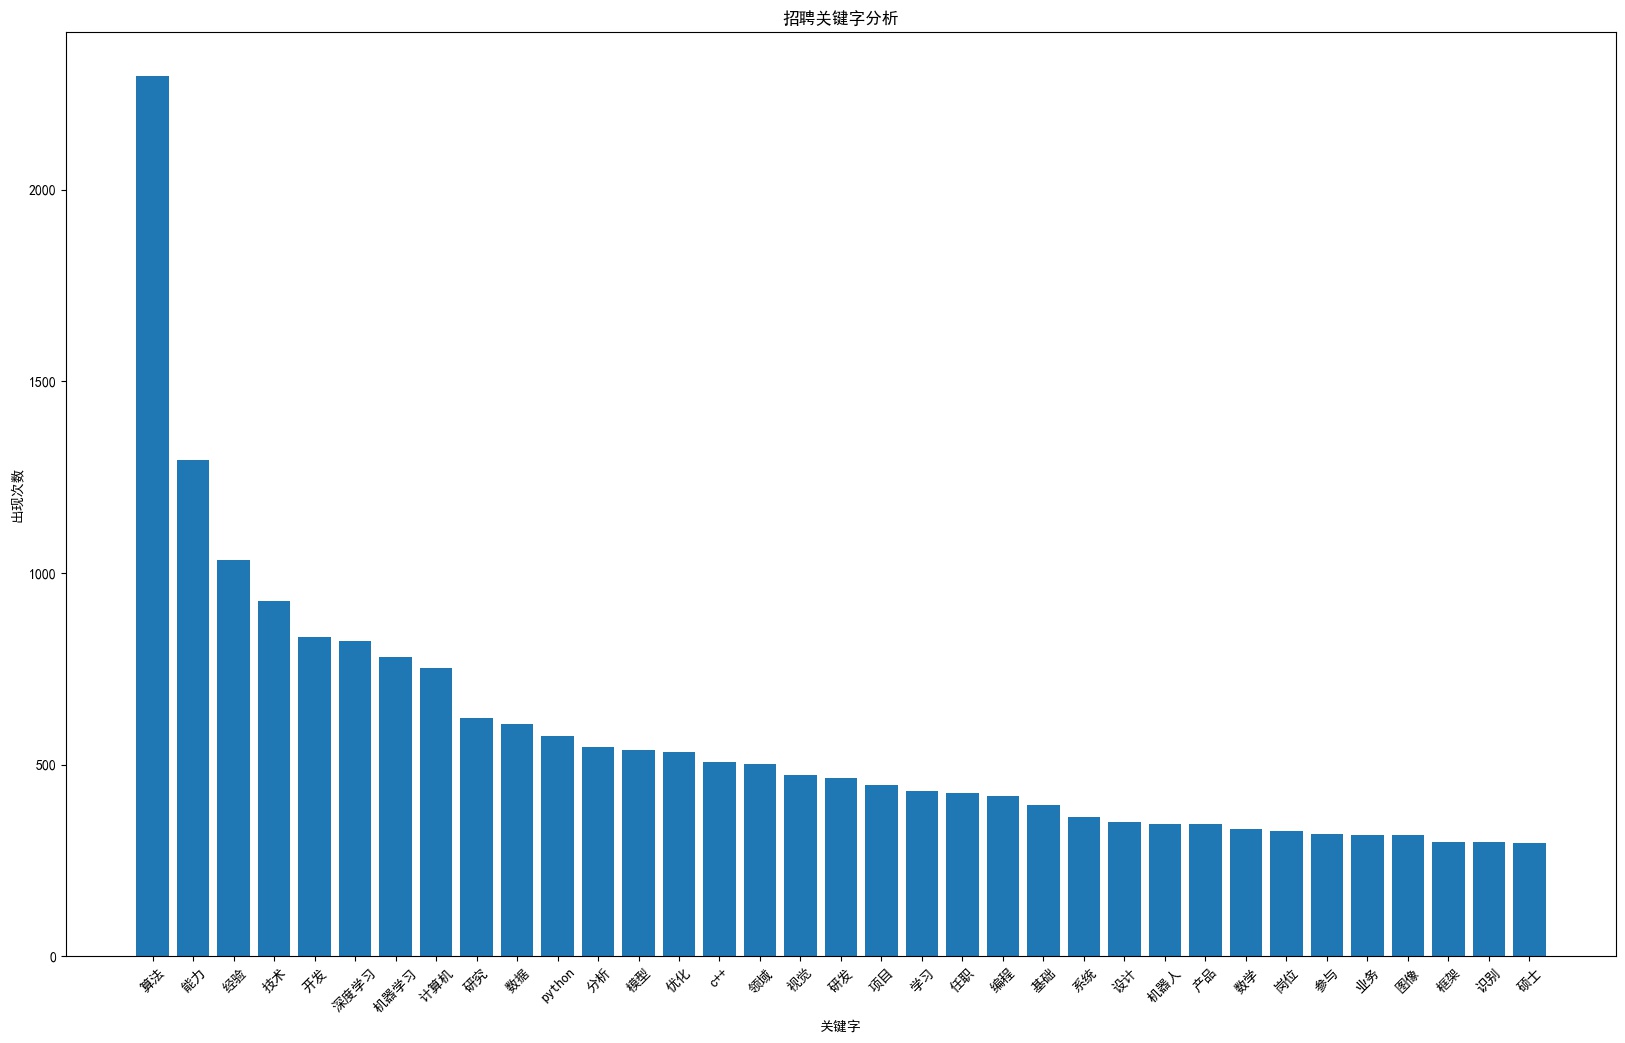 招聘关键字分析
出现次数
2000
1500
1000
500
0
算法
能力
经验
技术
开发
深度学习
机器学习
计算机
研究
数据
python
分析
模型
优化
c++
领域
视觉
研发
项目
学习
任职
编程
基础
系统
设计
机器人
产品
数学
岗位
参与
业务
图像
框架
识别
硕士
关键字